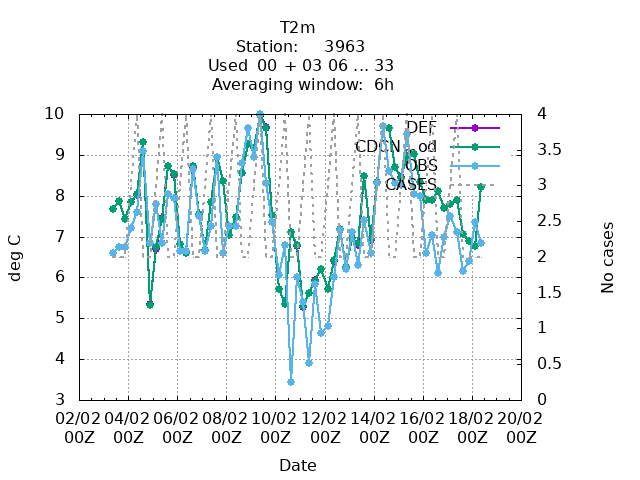 T2m
Station: 3963
Used 00 + 03 06 ... 33
Averaging window: 6h
10 4
DEF
CDCN od
9 3.5
OBS
8 CASES 3
2.5
7 2
6 1.5
5 1
4 0.5
3 0
deg C
No cases
02/02 04/02 06/02 08/02 10/02 12/02 14/02 16/02 18/02 20/02
00Z 00Z 00Z 00Z 00Z 00Z 00Z 00Z 00Z 00Z
Date